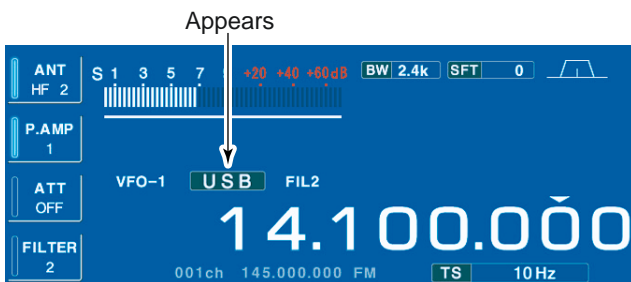 Appears
ANT
HF 2
S 1 3 5 7 9 +20 +40 +60dB
BW 2.4k SFT 0
P.AMP
1
ATT
OFF
VFO-1 USB FIL2
14.100.000
FILTER
2
001ch 145.000.000 FM
TS 10Hz